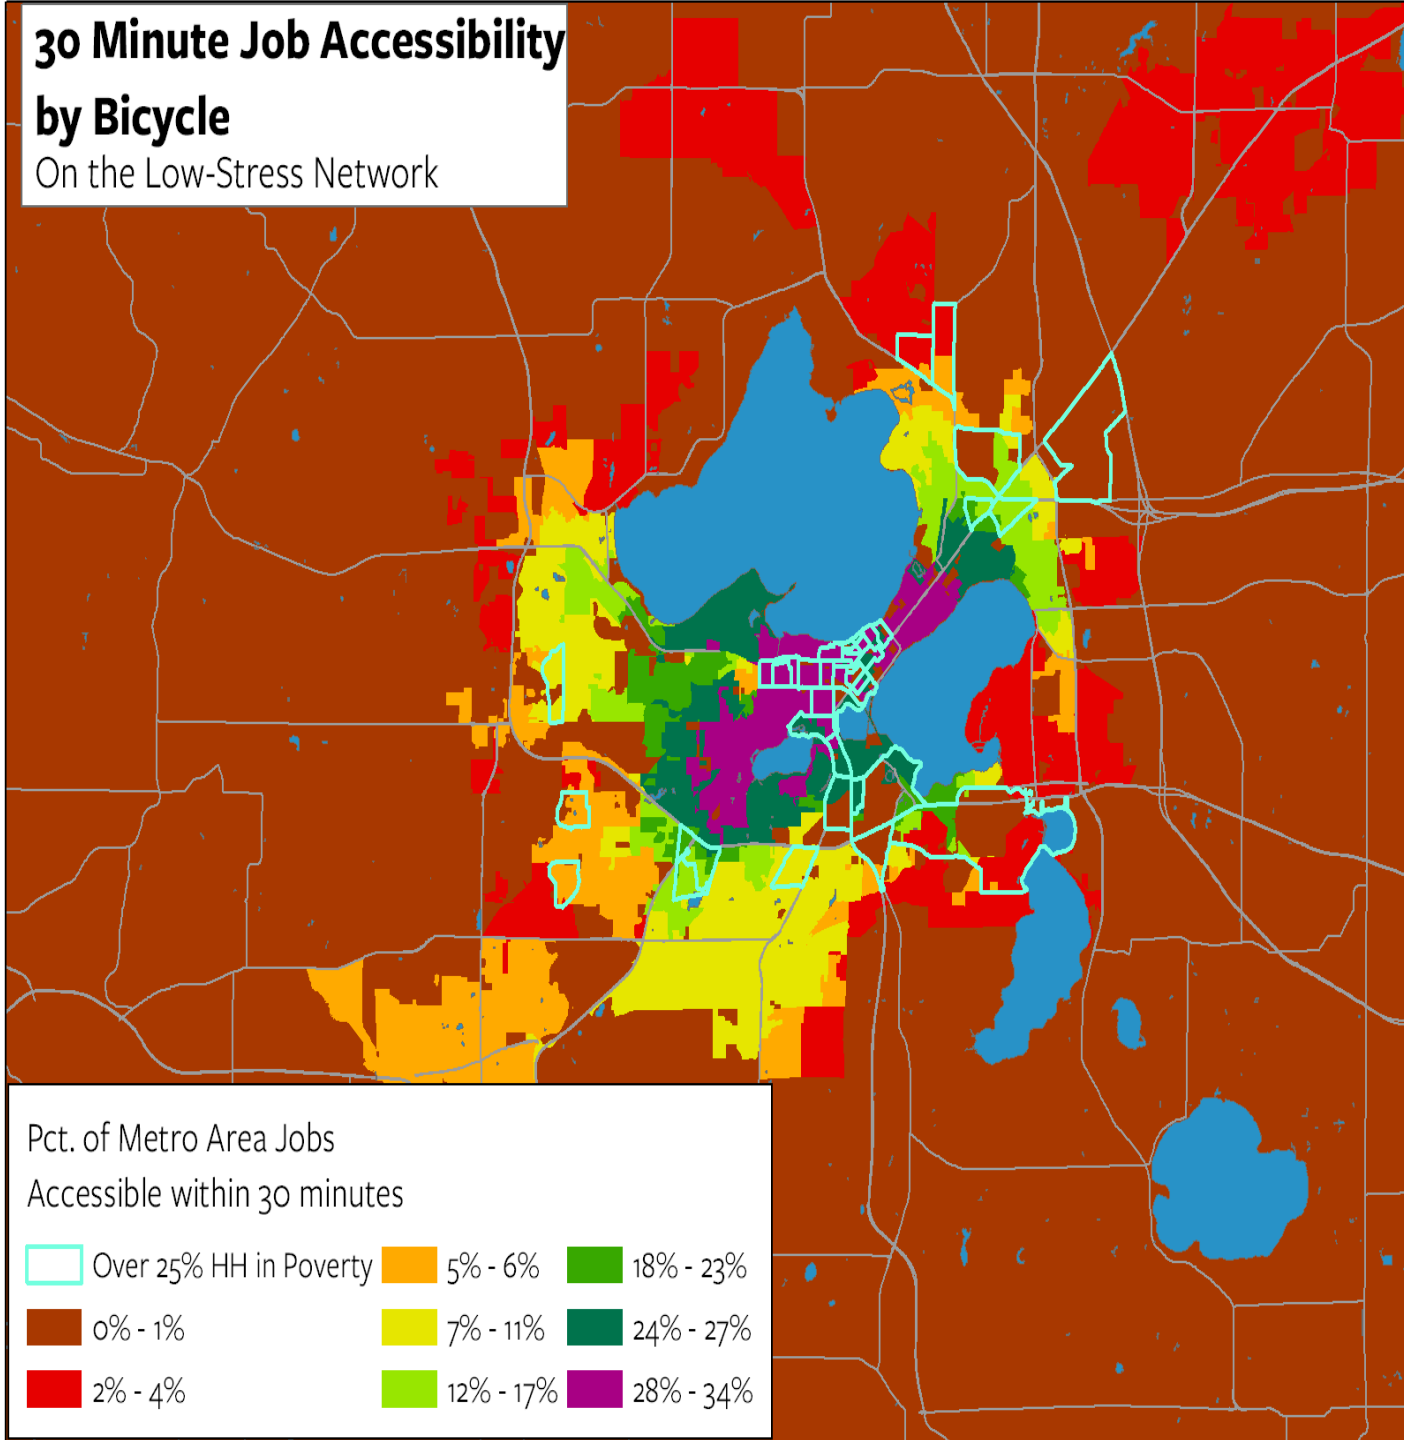 30 Minute Job Accessibility
by Bicycle
On the Low-Stress Network
Pct. of Metro Area Jobs
Accessible within 30 minutes
Over 25% HH in Poverty
0% - 1%
2% - 4%
5% - 6%
7% - 11%
12% - 17%
18% - 23%
24% - 27%
28% - 34%